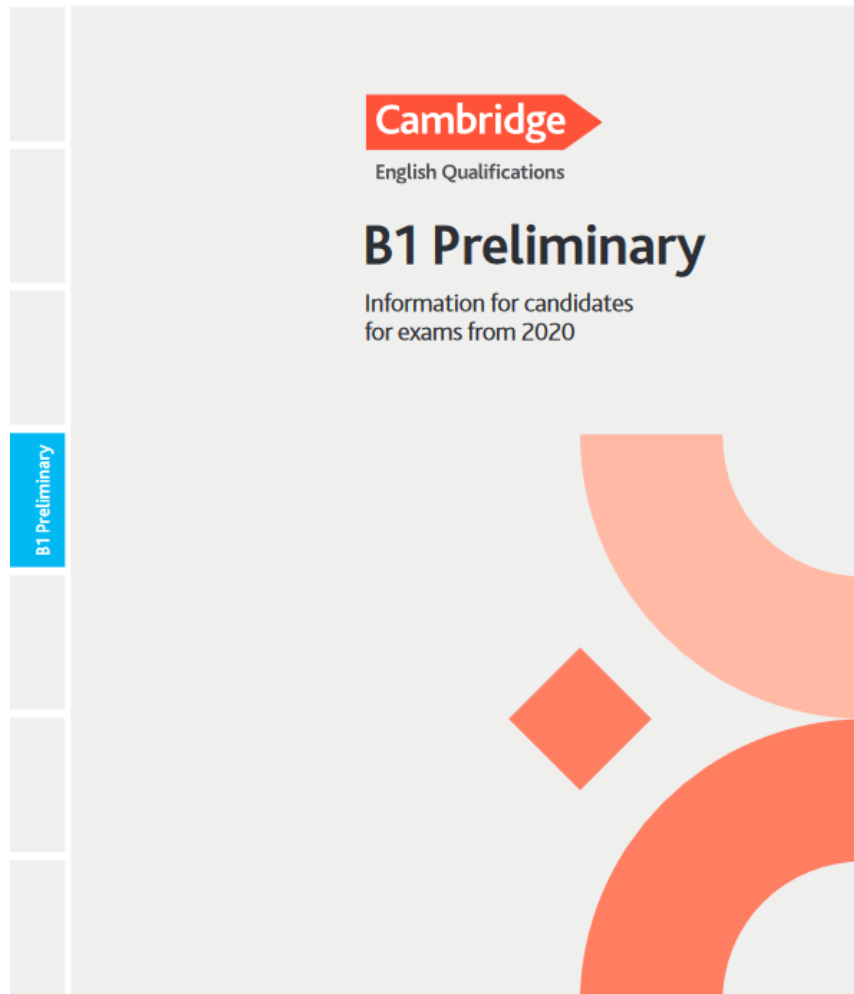 Cambridge
English Qualifications
B1 Preliminary
Information for candidates
for exams from 2020
B1 Preliminary